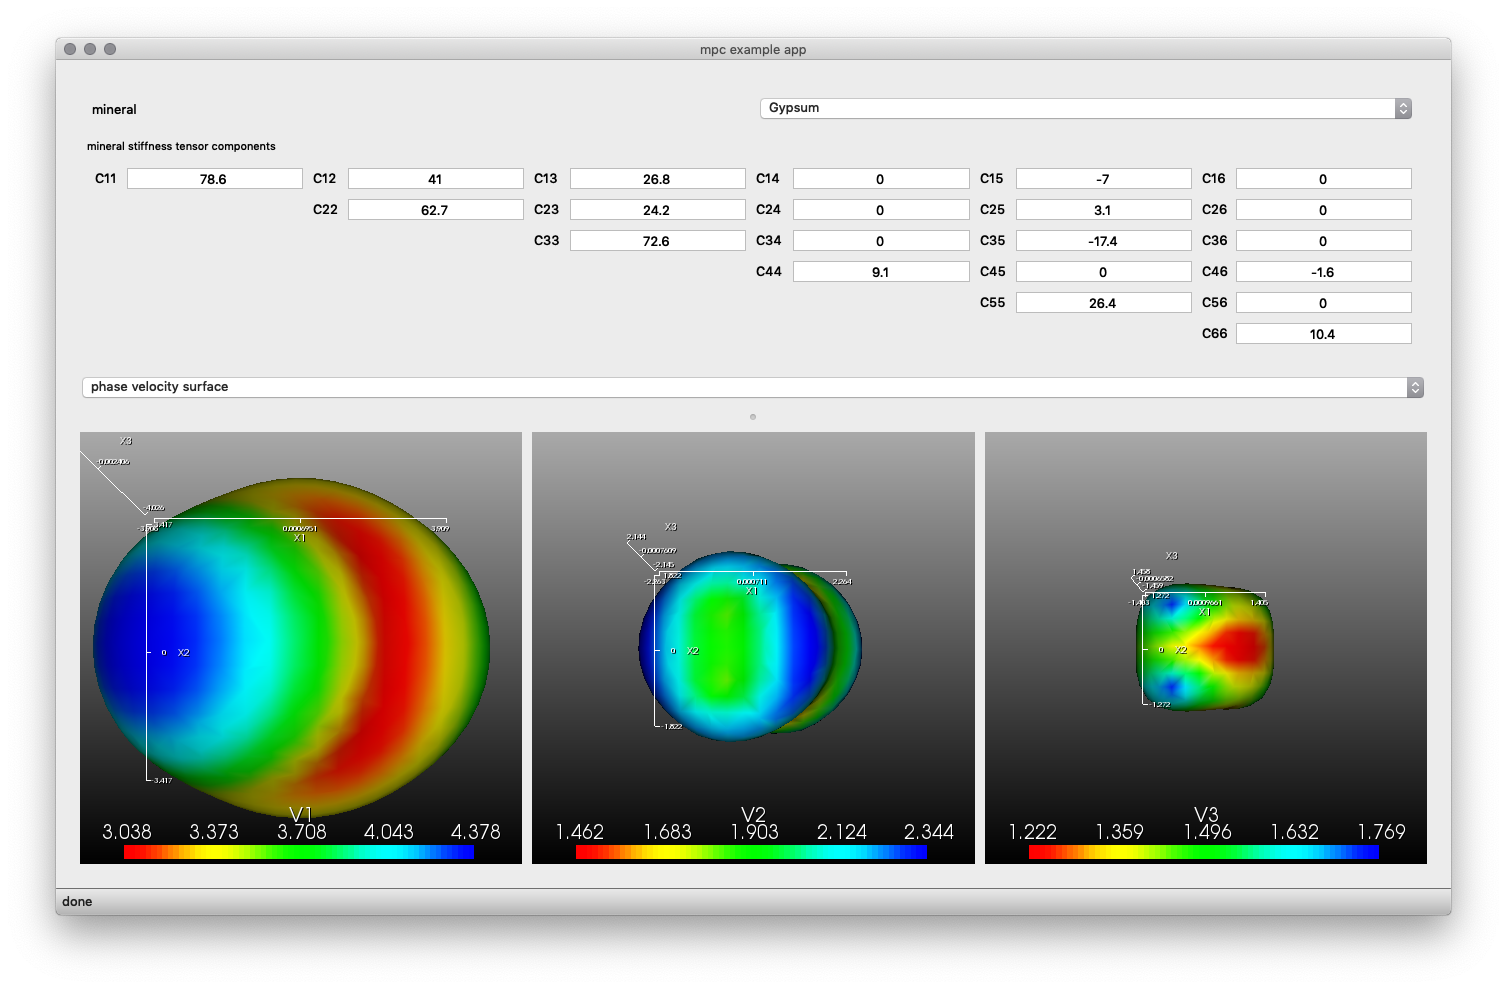 mpc example app
mineral Gypsum
mineral stiffness tensor components
C11 78.6 C12 41 C13 26.8 C14 0 C15 -7 C16 0
C22 62.7 C23 24.2 C24 0 C25 3.1 C26 0
C33 72.6 C34 0 C35 -17.4 C36 0
C44 9.1 C45 0 C46 -1.6
C55 26.4 C56 0
C66 10.4
phase velocity surface
X3
-0.002406
-4.026
3.417
0.0006951 3.909
X1
0 X2
-3.417
V1
3.038 3.373 3.708 4.043 4.378
X3
2.144
-0.0007609
-2.145
1.822
0.000711 2.264
X1
0 X2
-1.822
V2
1.462 1.683 1.903 2.124 2.344
X3
1.458
-0.0006582
-1.459
1.272
0.0009661 1.405
X1
0 X2
-1.272
V3
1.222 1.359 1.496 1.632 1.769
done